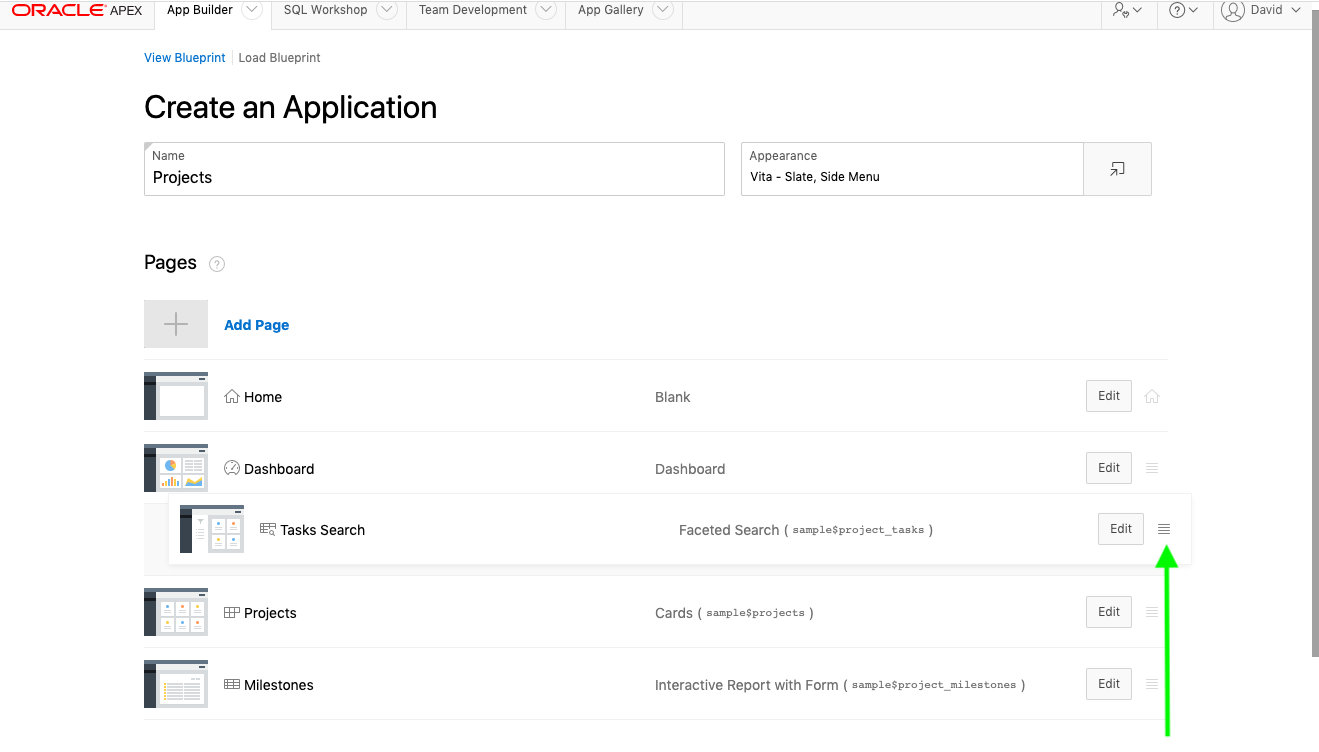 ORACLE APEX App Builder SQL Workshop Team Development App Gallery David
View Blueprint Load Blueprint
Create an Application
Name
Projects
Appearance
Vita - Slate, Side Menu
Pages ?
Add Page
Home Blank Edit
Dashboard Dashboard Edit
Tasks Search Faceted Search ( sample$project_tasks ) Edit
Projects Cards ( sample$projects ) Edit
Milestones Interactive Report with Form ( sample$project_milestones ) Edit